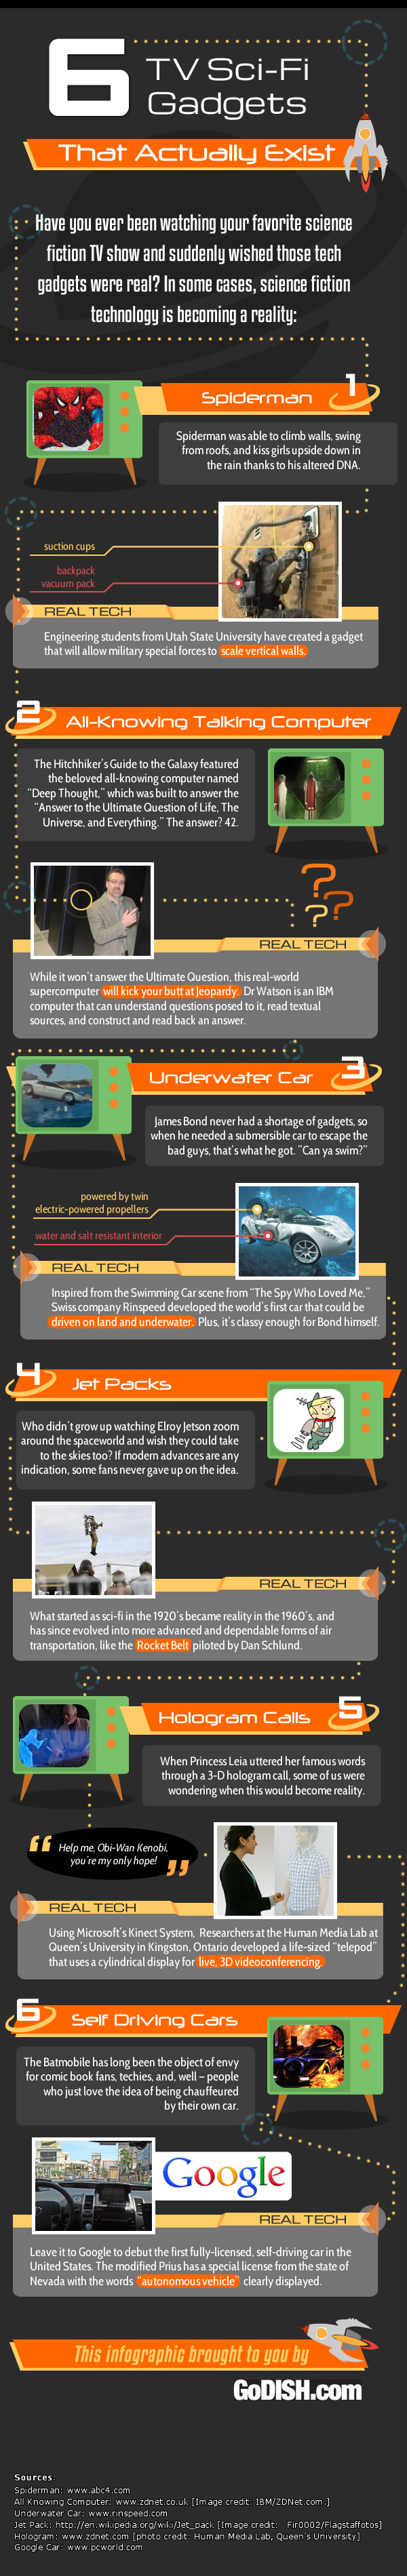 6 TV Sci-Fi
Gadgets
That Actually Exist
Have you ever been watching your favorite science
fiction TV show and suddenly wished those tech
gadgets were real? In some cases, science fiction
technology is becoming a reality:
1
Spiderman
Spiderman was able to climb walls, swing
from roofs, and kiss girls upside down in
the rain thanks to his altered DNA.
suction cups
backpack
vacuum pack
REAL TECH
Engineering students from Utah State University have created a gadget
that will allow military special forces to scale vertical walls.
2
All-Knowing Talking Computer
The Hitchhiker's Guide to the Galaxy featured
the beloved all-knowing computer named
"Deep Thought," which was built to answer the
"Answer to the Ultimate Question of Life, The
Universe, and Everything." The answer? 42.
? ? ?
REAL TECH
While it won't answer the Ultimate Question, this real-world
supercomputer will kick your butt at Jeopardy. Dr Watson is an IBM
computer that can understand questions posed to it, read textual
sources, and construct and read back an answer.
3
Underwater Car
James Bond never had a shortage of gadgets, so
when he needed a submersible car to escape the
bad guys, that's what he got. "Can ya swim?"
powered by twin
electric-powered propellers
water and salt resistant interior
REAL TECH
Inspired from the Swimming Car scene from "The Spy Who Loved Me,"
Swiss company Rinspeed developed the world's first car that could be
driven on land and underwater. Plus, it's classy enough for Bond himself.
4
Jet Packs
Who didn't grow up watching Elroy Jetson zoom
around the spaceworld and wish they could take
to the skies too? If modern advances are any
indication, some fans never gave up on the idea.
REAL TECH
What started as sci-fi in the 1920's became reality in the 1960's, and
has since evolved into more advanced and dependable forms of air
transportation, like the Rocket Belt piloted by Dan Schlund.
5
Hologram Calls
When Princess Leia uttered her famous words
through a 3-D hologram call, some of us were
wondering when this would become reality.
"Help me, Obi-Wan Kenobi,
you're my only hope!"
REAL TECH
Using Microsoft's Kinect System, Researchers at the Human Media Lab at
Queen's University in Kingston, Ontario developed a life-sized "telepod"
that uses a cylindrical display for live, 3D videoconferencing.
6
Self Driving Cars
The Batmobile has long been the object of envy
for comic book fans, techies, and, well – people
who just love the idea of being chauffeured
by their own car.
Google
REAL TECH
Leave it to Google to debut the first fully-licensed, self-driving car in the
United States. The modified Prius has a special license from the state of
Nevada with the words "autonomous vehicle" clearly displayed.
This infographic brought to you by
GoDISH.com
Sources:
Spiderman: www.abc4.com
All Knowing Computer: www.zdnet.co.uk [Image credit: IBM/ZDNet.com.]
Underwater Car: www.rinspeed.com
Jet Pack: http://en.wikipedia.org/wiki/Jet_pack [Image credit: Fir0002/Flagstaffotos]
Hologram: www.zdnet.com [photo credit: Human Media Lab, Queen's University]
Google Car: www.pcworld.com